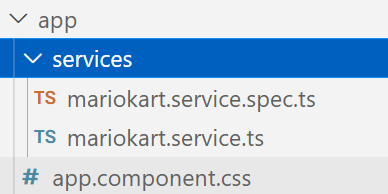 app
services
TS mariokart.service.spec.ts
TS mariokart.service.ts
# app.component.css